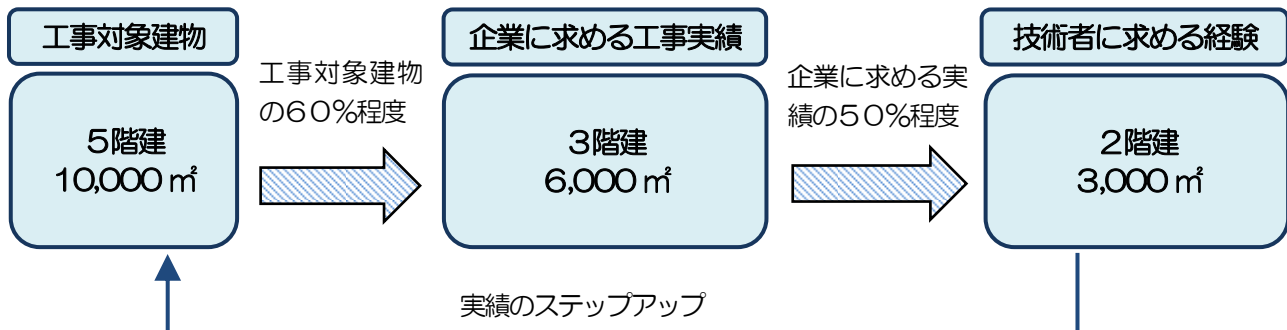 工事対象建物
5階建
10,000㎡
工事対象建物
の60%程度
企業に求める工事実績
3階建
6,000㎡
企業に求める実
績の50%程度
技術者に求める経験
2階建
3,000㎡
実績のステップアップ